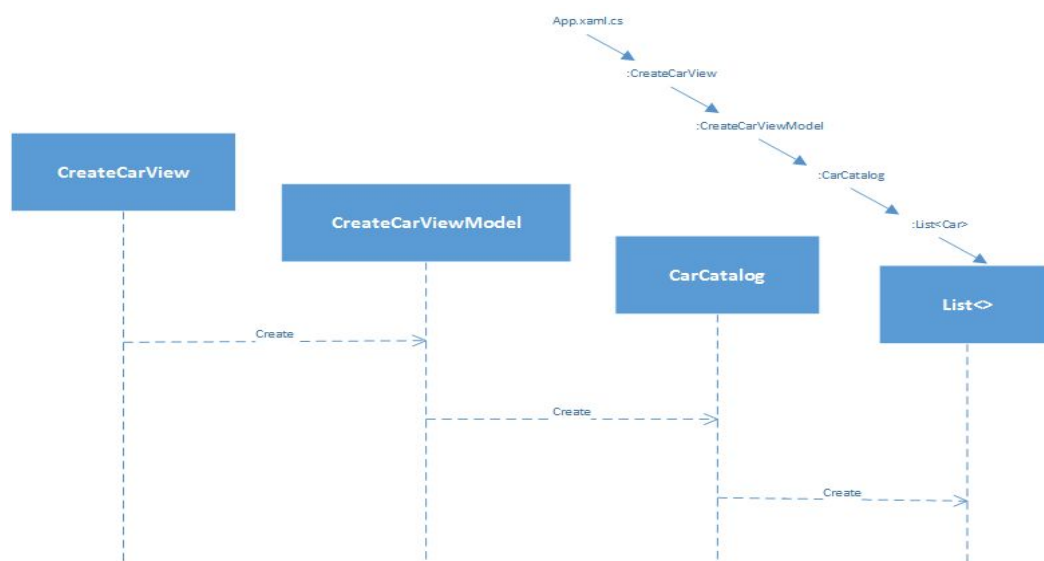 App.xaml.cs
:CreateCarView
:CreateCarViewModel
:CarCatalog
:List<Car>
CreateCarView
CreateCarViewModel
CarCatalog
List<>
Create
Create
Create